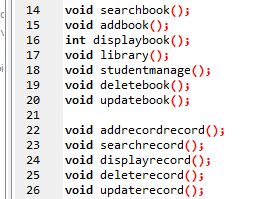 14 void searchbook();
15 void addbook();
16 int displaybook();
17 void library();
18 void studentmanage();
19 void deletebook();
20 void updatebook();
21
22 void addrecordrecord();
23 void searchrecord();
24 void displayrecord();
25 void deleterecord();
26 void updaterecord();